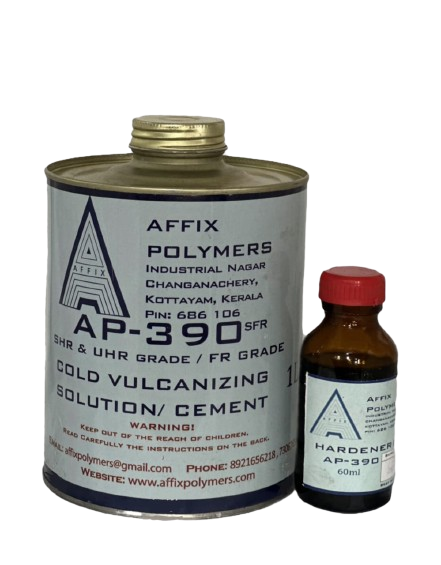 AFFIX
AFFIX
POLYMERS
INDUSTRIAL NAGAR
CHANGANACHERY,
KOTTAYAM, KERALA
PIN: 686 106
AP-390SFR
SHR & UHR GRADE / FR GRADE
COLD VULCANIZING
SOLUTION/ CEMENT
WARNING!
KEEP OUT OF THE REACH OF CHILDREN.
READ CAREFULLY THE INSTRUCTIONS ON THE BACK.
affixpolymers@gmail.com PHONE: 8921656218,
WEBSITE: www.affixpolymers.com
AFFIX
AFFIX
HARDENER
AP-390
60ml